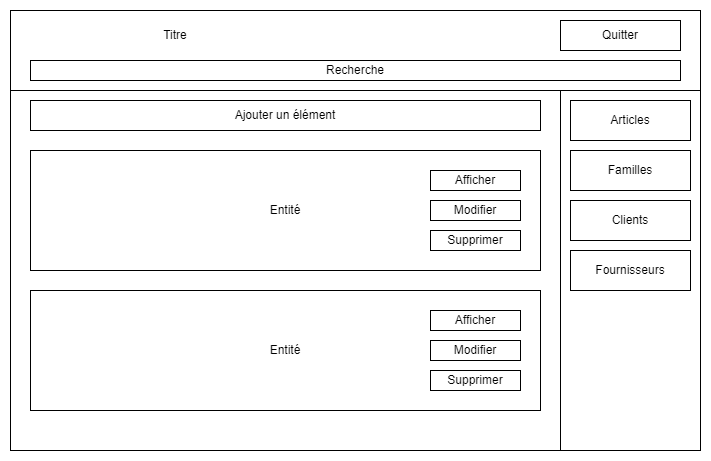 Titre
Quitter
Recherche
Ajouter un élément
Entité
Afficher
Modifier
Supprimer
Entité
Afficher
Modifier
Supprimer
Articles
Familles
Clients
Fournisseurs